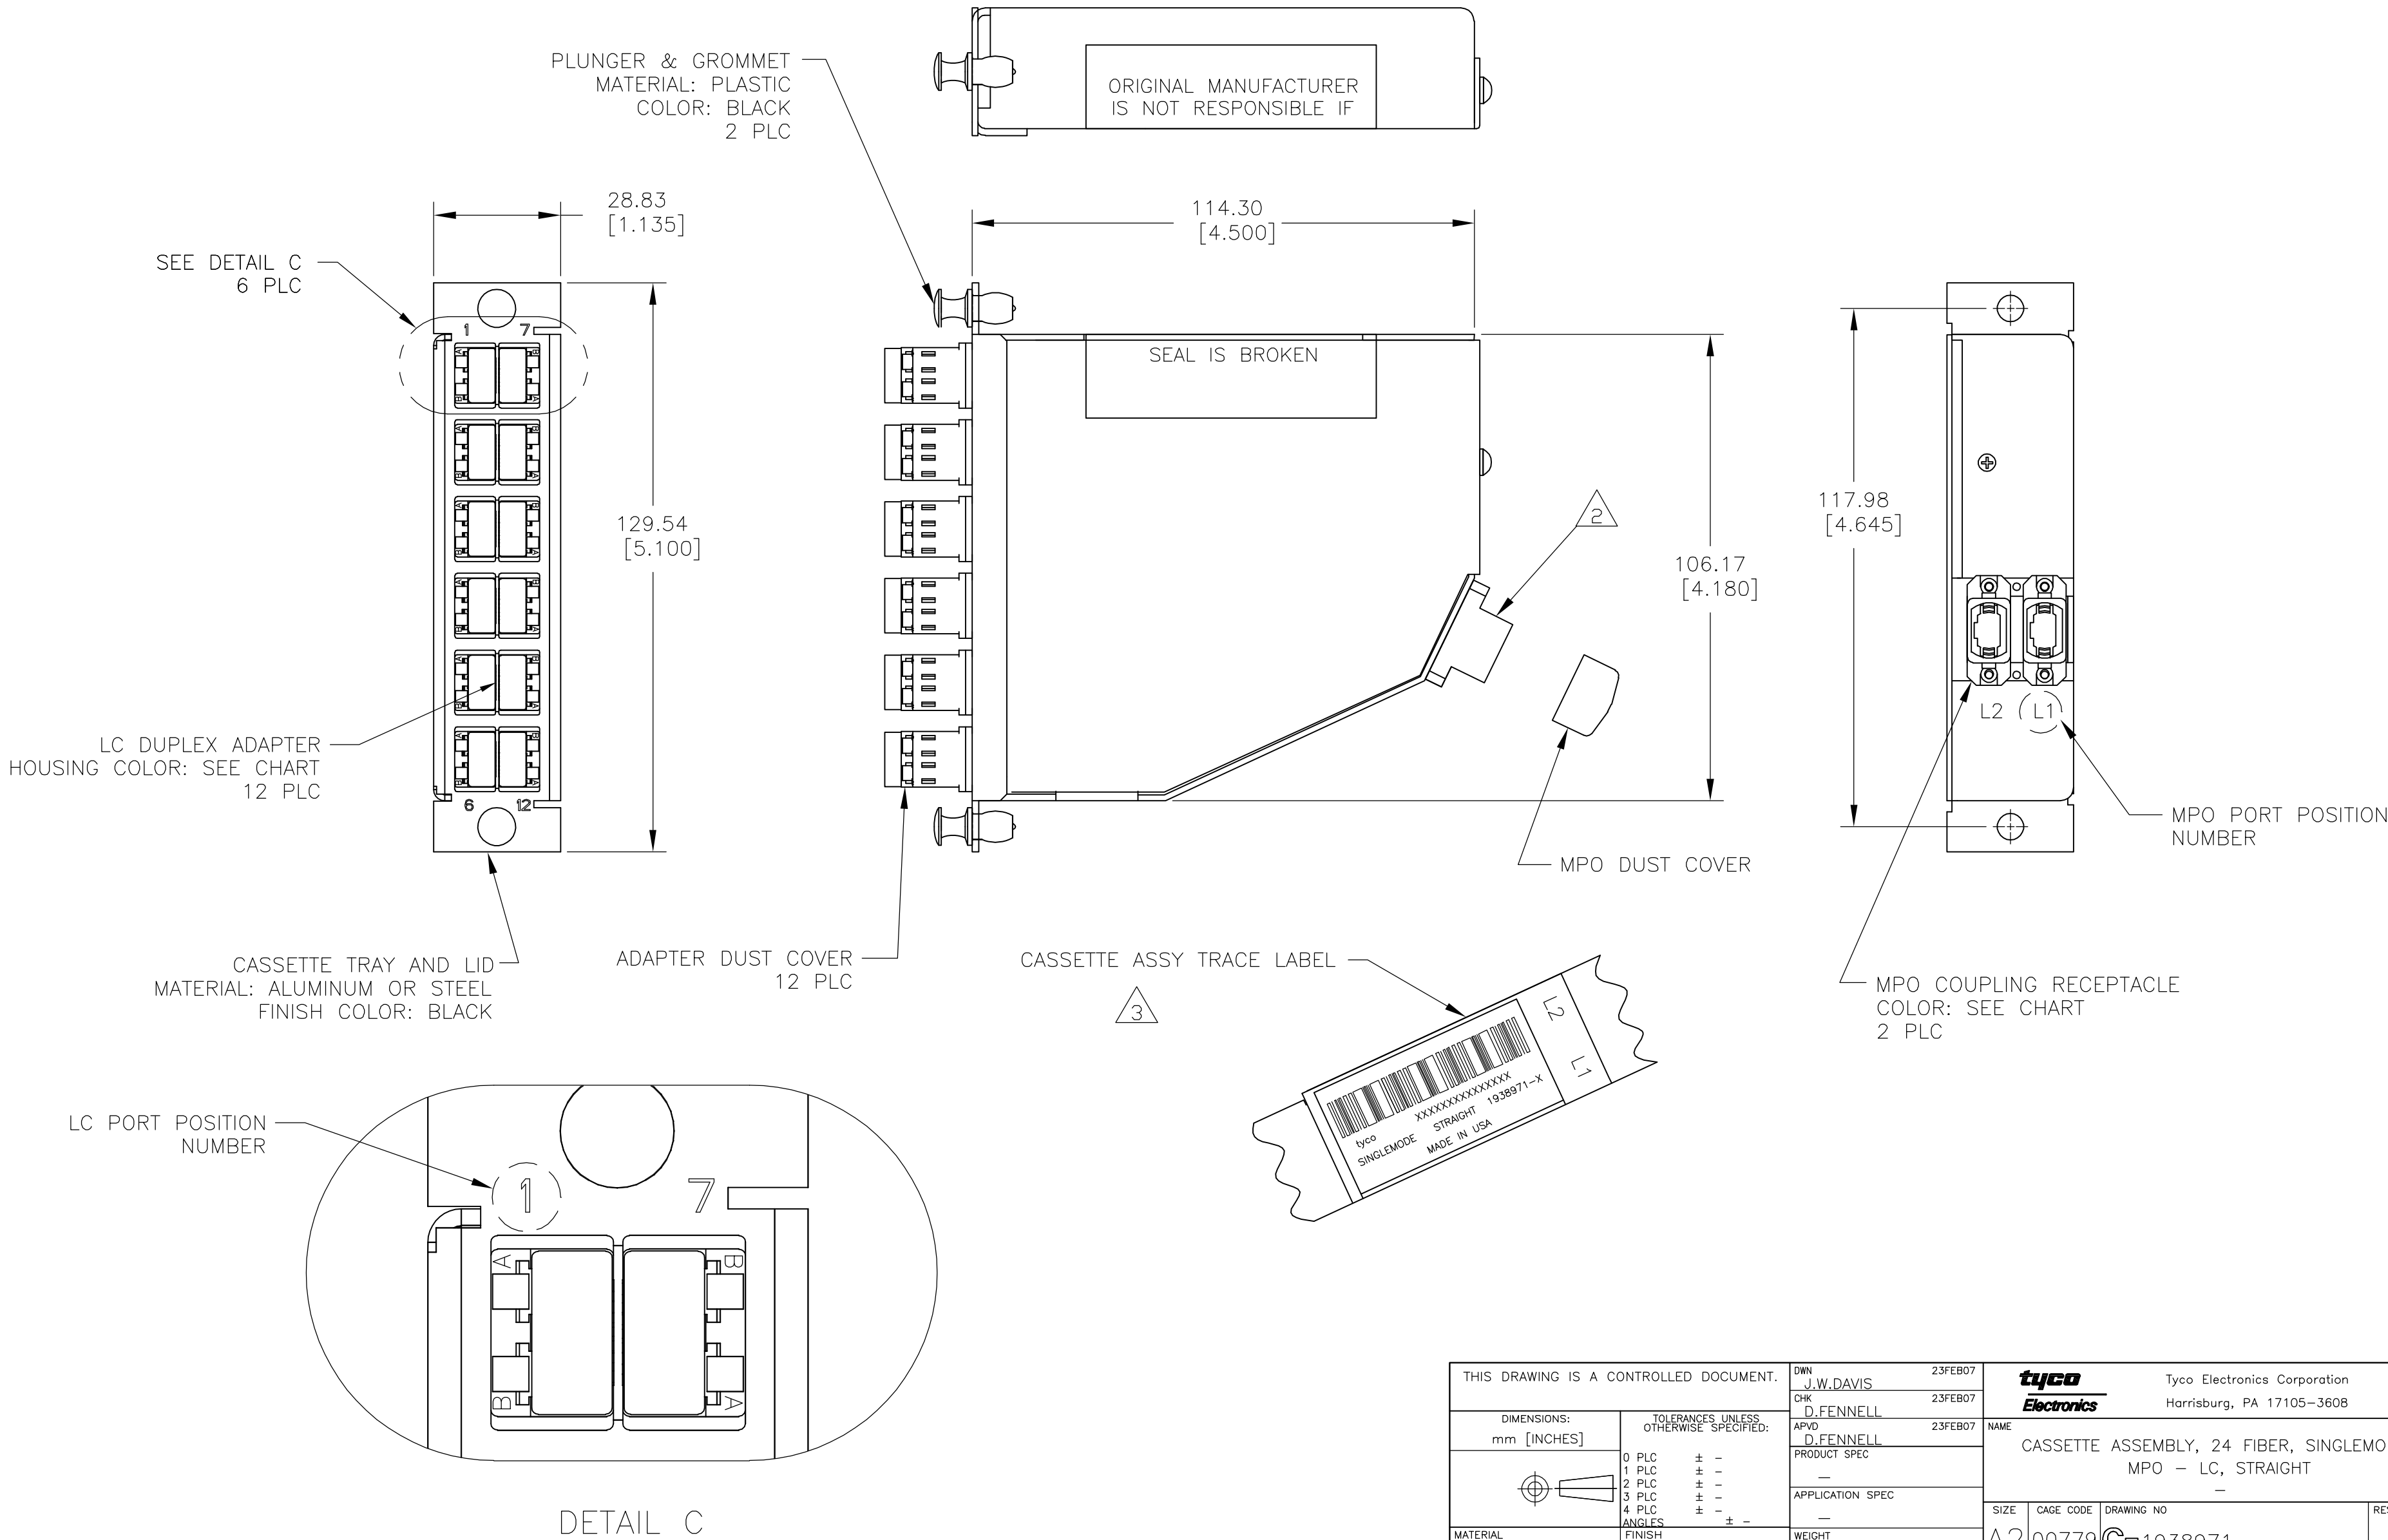 PLUNGER & GROMMET
MATERIAL: PLASTIC
COLOR: BLACK
2 PLC
ORIGINAL MANUFACTURER
IS NOT RESPONSIBLE IF
28.83
[1.135]
114.30
[4.500]
SEE DETAIL C
6 PLC
1 7
A B
B A
A B
B A
A B
B A
A B
B A
A B
B A
A B
B A
6 12
SEAL IS BROKEN
129.54
[5.100]
2
106.17
[4.180]
117.98
[4.645]
L2 L1
LC DUPLEX ADAPTER
HOUSING COLOR: SEE CHART
12 PLC
MPO PORT POSITION
NUMBER
MPO DUST COVER
CASSETTE TRAY AND LID
MATERIAL: ALUMINUM OR STEEL
FINISH COLOR: BLACK
ADAPTER DUST COVER
12 PLC
CASSETTE ASSY TRACE LABEL
3
MPO COUPLING RECEPTACLE
COLOR: SEE CHART
2 PLC
L2
L1
XXXXXXXXXXXXXXX
tyco
SINGLEMODE STRAIGHT 1938971-X
MADE IN USA
LC PORT POSITION
NUMBER
1 7
A B
B A
DETAIL C
THIS DRAWING IS A CONTROLLED DOCUMENT.
DIMENSIONS:
mm [INCHES]
TOLERANCES UNLESS
OTHERWISE SPECIFIED:
0 PLC ± -
1 PLC ± -
2 PLC ± -
3 PLC ± -
4 PLC ± -
ANGLES ± -
MATERIAL
FINISH
DWN 23FEB07
J.W.DAVIS
CHK 23FEB07
D.FENNELL
APVD 23FEB07
D.FENNELL
PRODUCT SPEC
—
APPLICATION SPEC
—
WEIGHT
tyco
Electronics
Tyco Electronics Corporation
Harrisburg, PA 17105-3608
NAME
CASSETTE ASSEMBLY, 24 FIBER, SINGLEMO
MPO - LC, STRAIGHT
-
SIZE
CAGE CODE
DRAWING NO
A2
00779
C-1938971